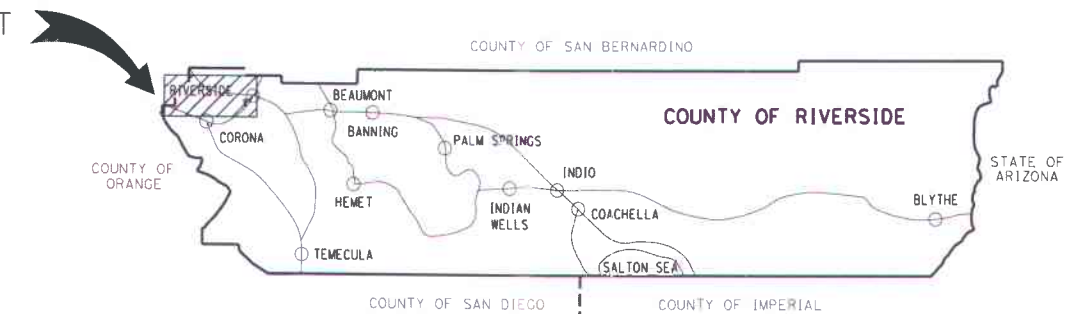 T
COUNTY OF SAN BERNARDINO
RIVERSIDE
BEAUMONT
COUNTY OF RIVERSIDE
CORONA
BANNING
PALM SPRINGS
COUNTY OF
ORANGE
STATE OF
ARIZONA
INDIO
HEMET
INDIAN
WELLS
COACHELLA
BLYTHE
TEMECULA
SALTON SEA
COUNTY OF SAN DIEGO
COUNTY OF IMPERIAL